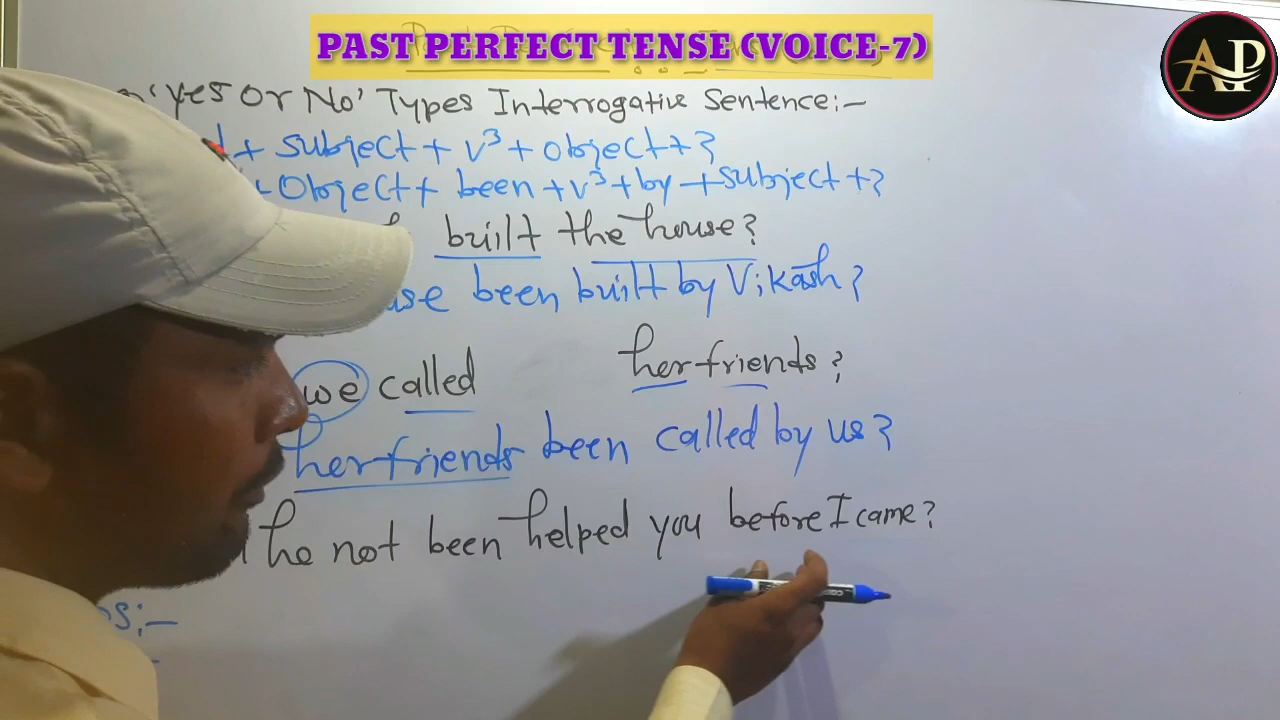 PAST PERFECT TENSE (VOICE-7)
AP
'Yes Or No' Types Interrogative Sentence:-
+ subject + v³ + object + ?
+ Object + been + v³ + by + subject + ?
built the house?
been built by Vikash?
we called her friends?
her friends been called by us?
he not been helped you before I came?